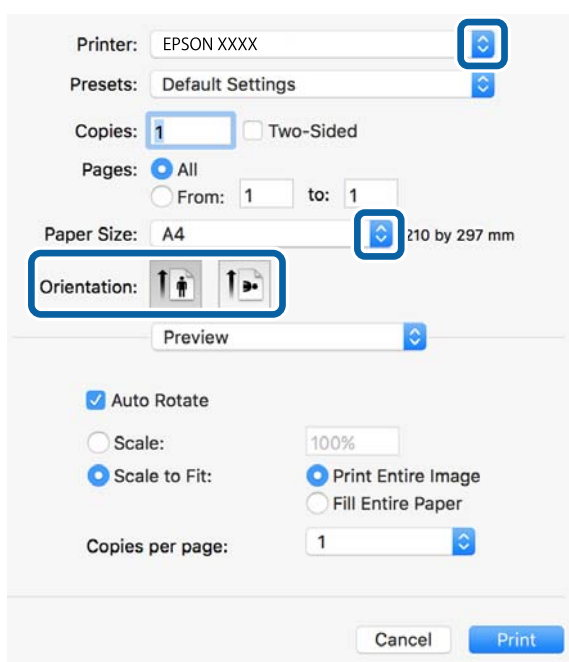 Printer: EPSON XXXX
Presets: Default Settings
Copies: 1 Two-Sided
Pages: All
From: 1 to: 1
Paper Size: A4 210 by 297 mm
Orientation:
Preview
Auto Rotate
Scale: 100%
Scale to Fit: Print Entire Image
Fill Entire Paper
Copies per page: 1
Cancel Print